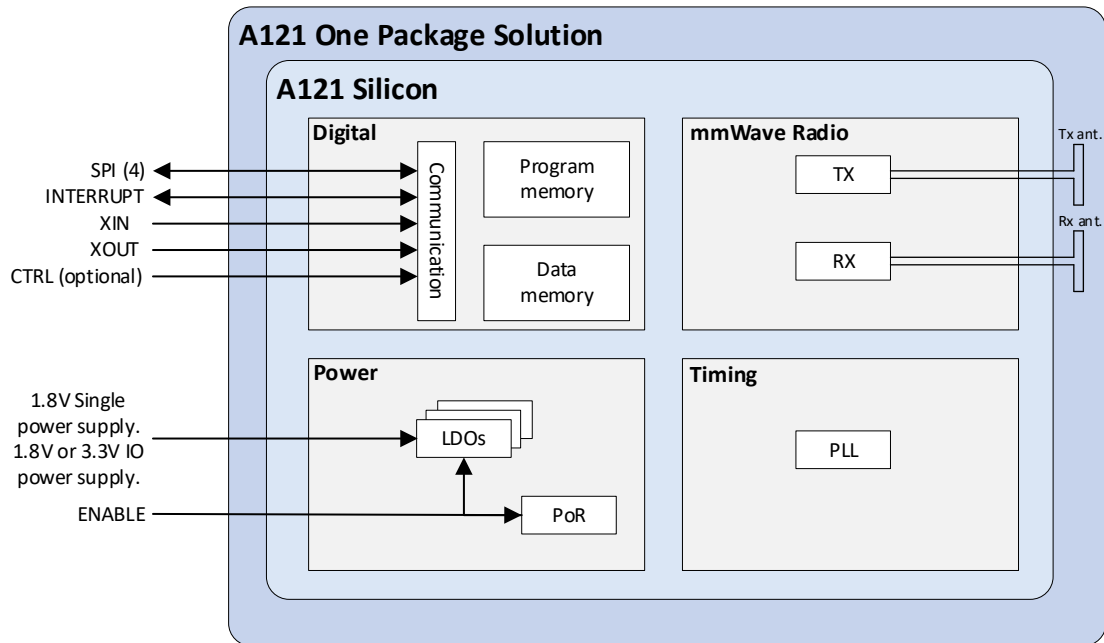 A121 One Package Solution
A121 Silicon
Digital
mmWave Radio
Tx ant.
SPI (4)
INTERRUPT
XIN
XOUT
CTRL (optional)
Communication
Program
memory
Data
memory
TX
RX
Rx ant.
Power
Timing
1.8V Single
power supply.
1.8V or 3.3V IO
power supply.
ENABLE
LDOs
PoR
PLL